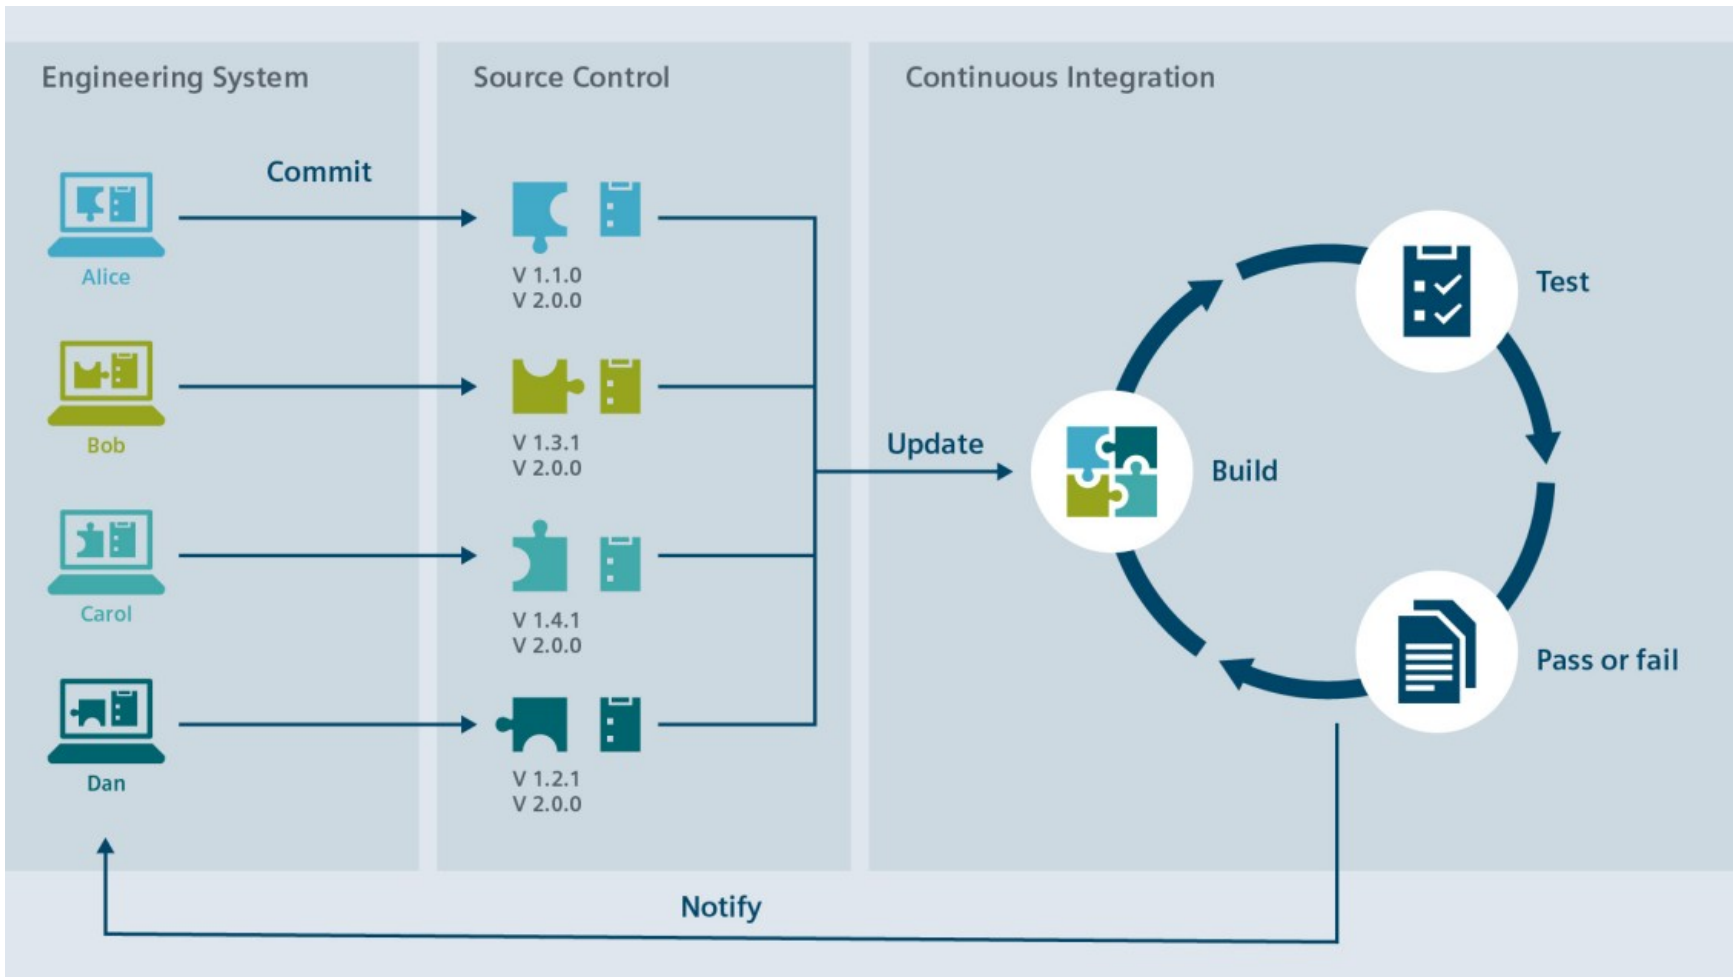 Engineering System
Source Control
Continuous Integration
Commit
Alice
V 1.1.0
V 2.0.0
Bob
V 1.3.1
V 2.0.0
Carol
V 1.4.1
V 2.0.0
Dan
V 1.2.1
V 2.0.0
Update
Build
Test
Pass or fail
Notify